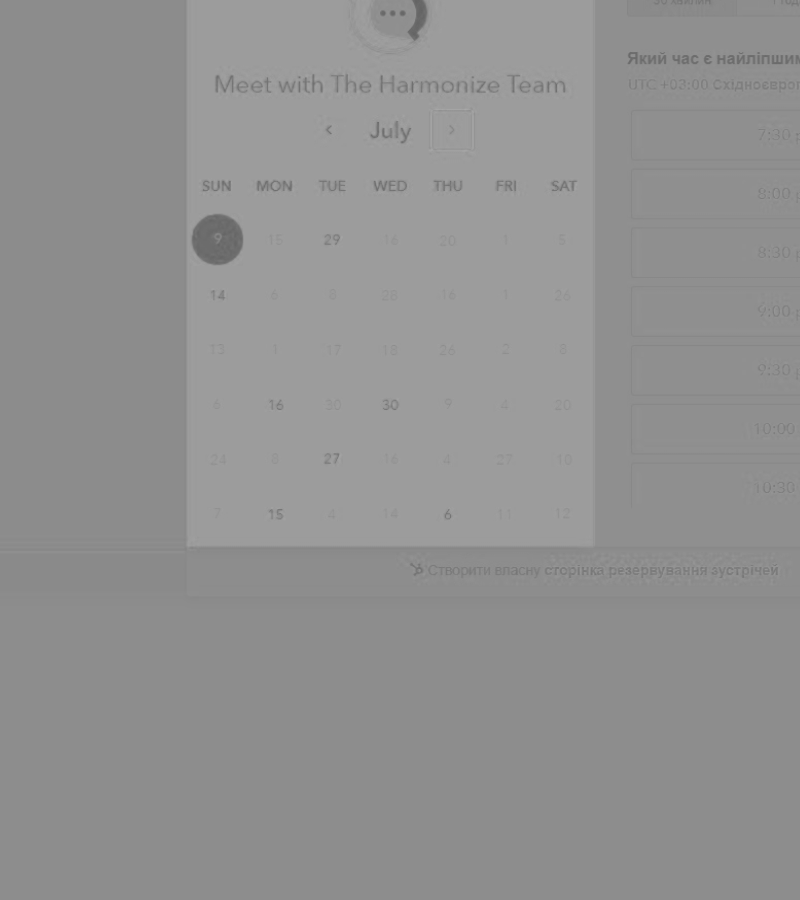 Meet with The Harmonize Team
‹ July ›
SUN MON TUE WED THU FRI SAT
9 15 29 16 20 1 5
14 6 8 28 16 1 26
13 1 17 18 26 2 8
6 16 30 30 9 4 20
24 8 27 16 4 27 10
7 15 4 14 6 11 12
Який час є найліпшим
UTC +03:00 Східноєвроп
7:30
8:00
8:30
9:00
9:30
10:00
10:30
Створити власну сторінка резервування зустрічей